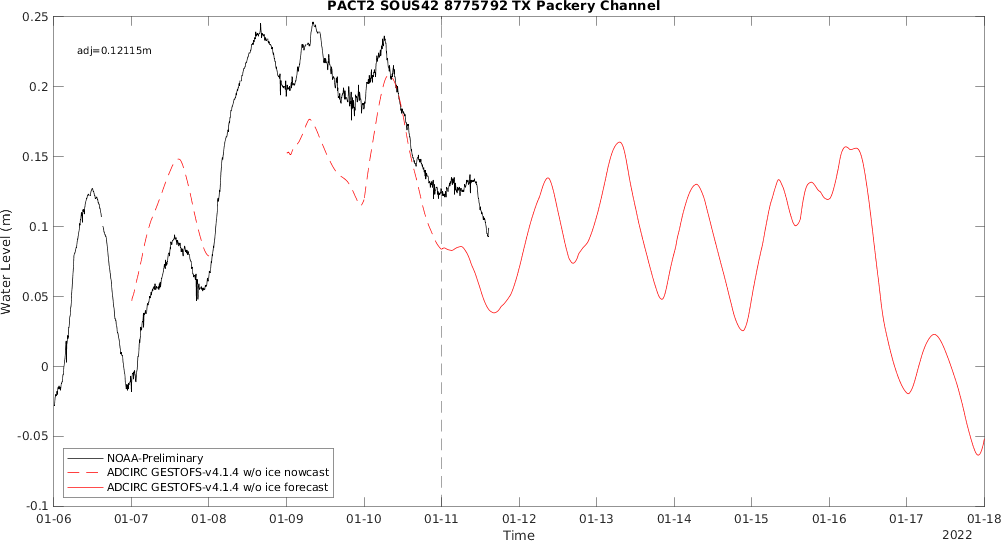 PACT2 SOUS42 8775792 TX Packery Channel
adj=0.12115m
0.25
0.2
0.15
0.1
0.05
0
-0.05
-0.1
Water Level (m)
NOAA-Preliminary
ADCIRC GESTOFS-v4.1.4 w/o ice nowcast
ADCIRC GESTOFS-v4.1.4 w/o ice forecast
01-06 01-07 01-08 01-09 01-10 01-11 01-12 01-13 01-14 01-15 01-16 01-17 01-18
Time
2022